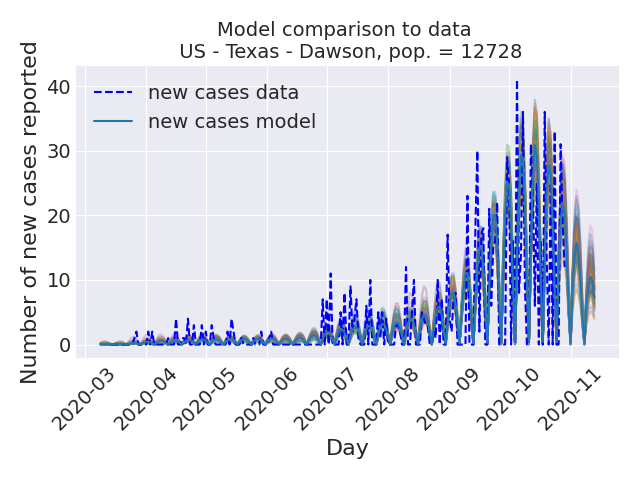 Model comparison to data
US - Texas - Dawson, pop. = 12728
new cases data
new cases model
Number of new cases reported
40
30
20
10
0
2020-03
2020-04
2020-05
2020-06
2020-07
2020-08
2020-09
2020-10
2020-11
Day